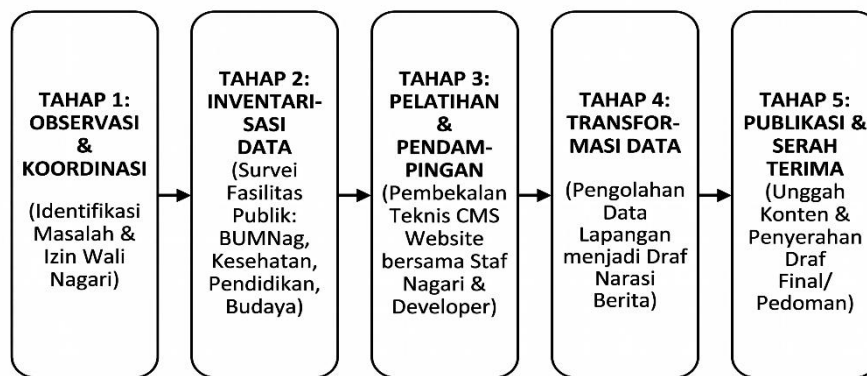 TAHAP 1:
OBSERVASI
&
KOORDINASI
(Identifikasi
Masalah &
Izin Wali
Nagari)
TAHAP 2:
INVENTARI-
SASI
DATA
(Survei
Fasilitas
Publik:
BUMNag,
Kesehatan,
Pendidikan,
Budaya)
TAHAP 3:
PELATIHAN
&
PENDAM-
PINGAN
(Pembekalan
Teknis CMS
Website
bersama Staf
Nagari &
Developer)
TAHAP 4:
TRANSFOR-
MASI DATA
(Pengolahan
Data
Lapangan
menjadi Draf
Narasi
Berita)
TAHAP 5:
PUBLIKASI &
SERAH
TERIMA
(Unggah
Konten &
Penyerahan
Draf
Final/
Pedoman)